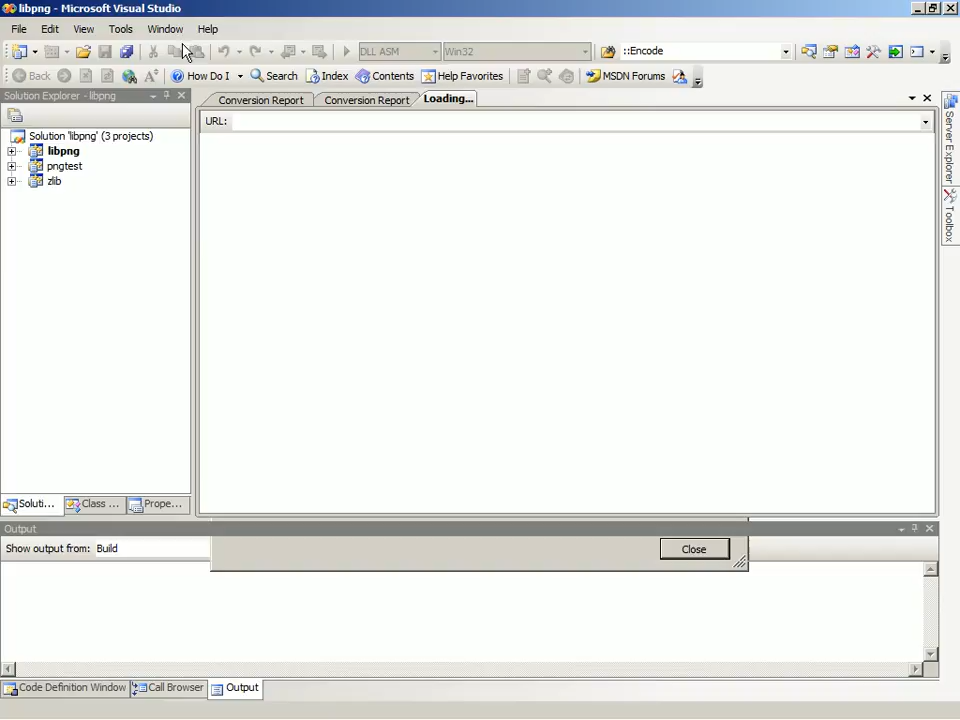 libpng - Microsoft Visual Studio
File Edit View Tools Window Help
DLL ASM Win32 ::Encode
Back How Do I Search Index Contents Help Favorites MSDN Forums
Solution Explorer - libpng
Conversion Report Conversion Report Loading...
URL:
Solution 'libpng' (3 projects)
libpng
pngtest
zlib
Server Explorer
Toolbox
Soluti... Class ... Prope...
Output
Show output from: Build
Close
Code Definition Window Call Browser Output